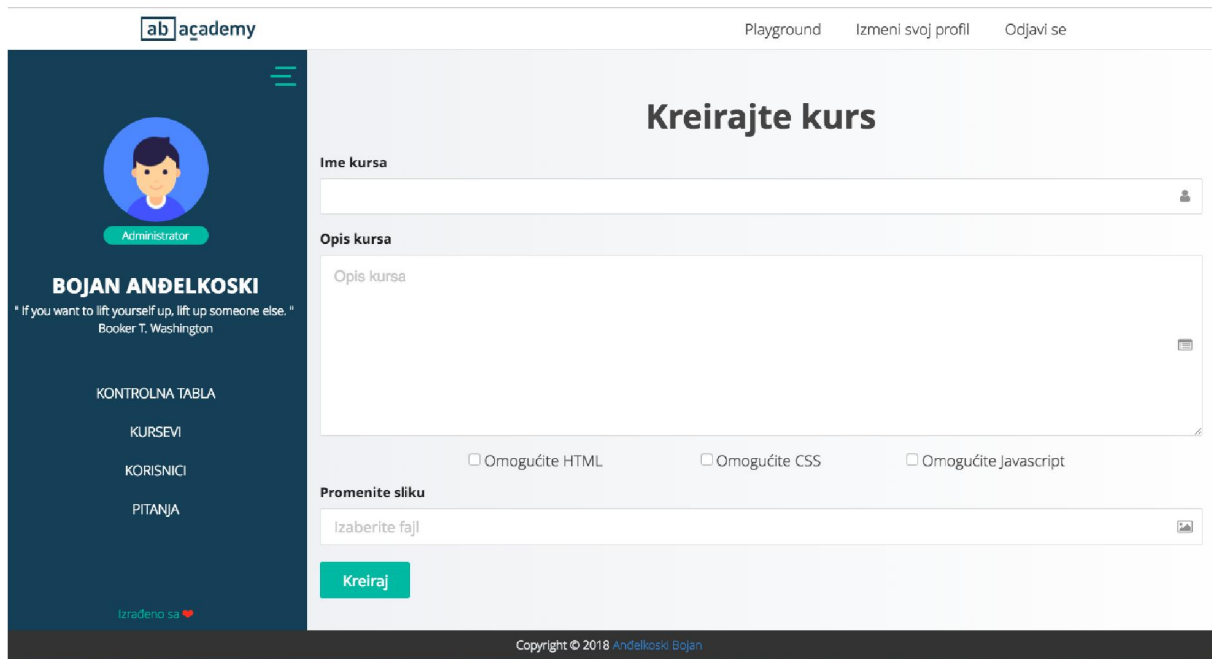 ab academy
Playground Izmeni svoj profil Odjavi se
Administrator
BOJAN ANĐELKOSKI
" If you want to lift yourself up, lift up someone else. "
Booker T. Washington
KONTROLNA TABLA
KURSEVI
KORISNICI
PITANJA
Izrađeno sa ❤
Kreirajte kurs
Ime kursa
Opis kursa
Opis kursa
Omogućite HTML Omogućite CSS Omogućite Javascript
Promenite sliku
Izaberite fajl
Kreiraj
Copyright © 2018 Anđelkoski Bojan